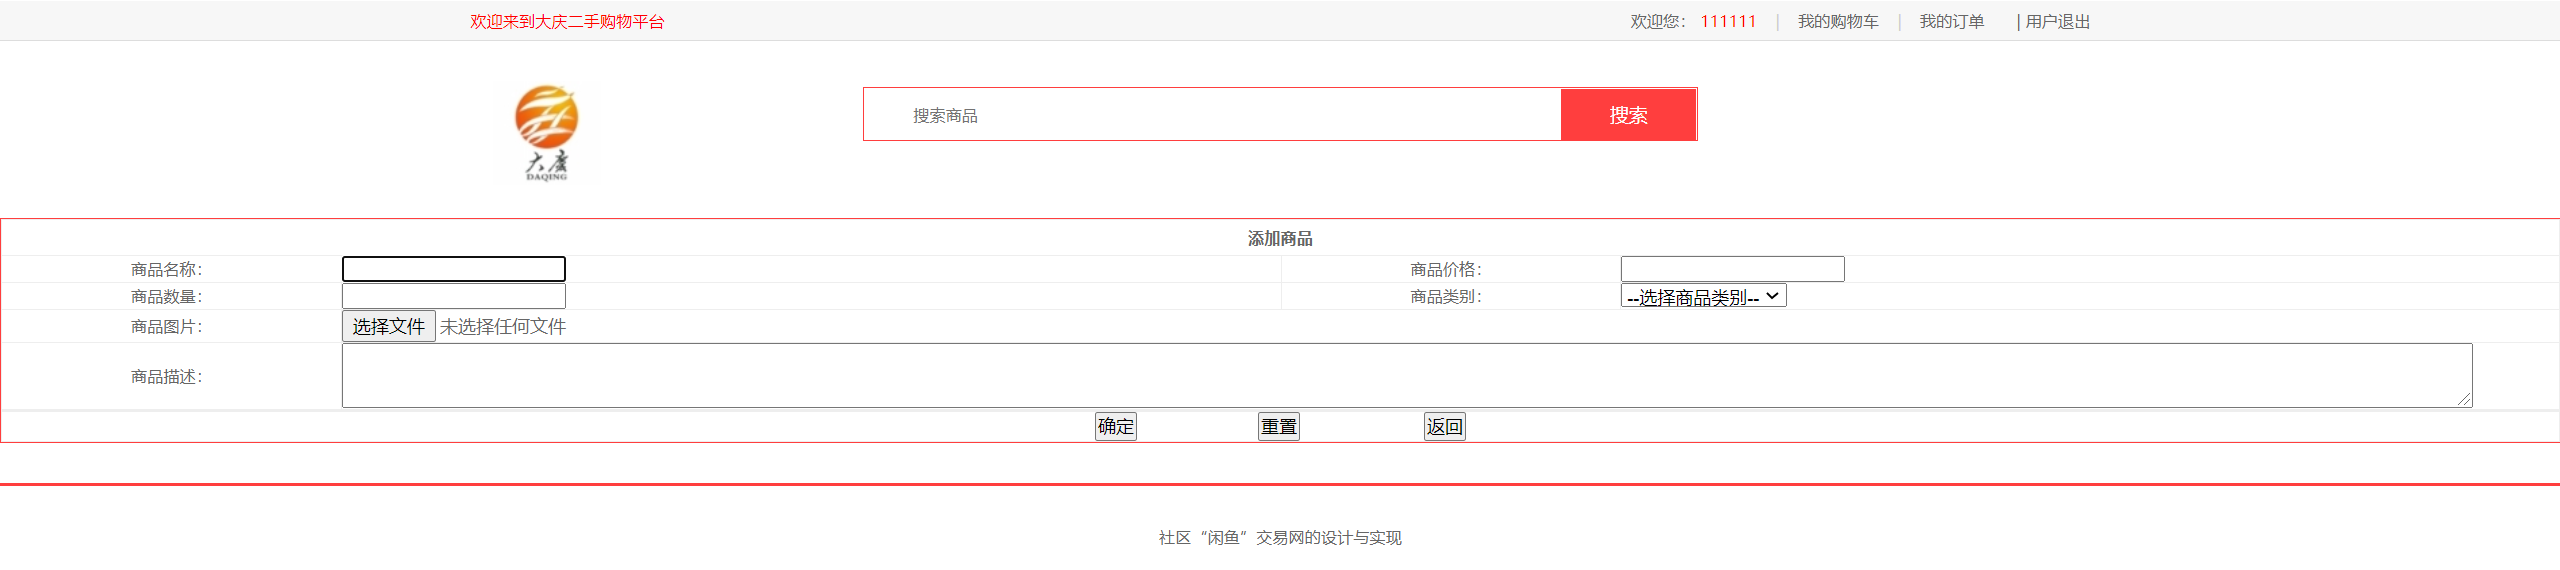 欢迎来到大庆二手购物平台 欢迎您： 111111 | 我的购物车 | 我的订单 | 用户退出
搜索商品 搜索
大庆
DAQING
添加商品
商品名称： 商品价格：
商品数量： 商品类别： --选择商品类别--
商品图片： 选择文件 未选择任何文件
商品描述：
确定 重置 返回
社区“闲鱼”交易网的设计与实现